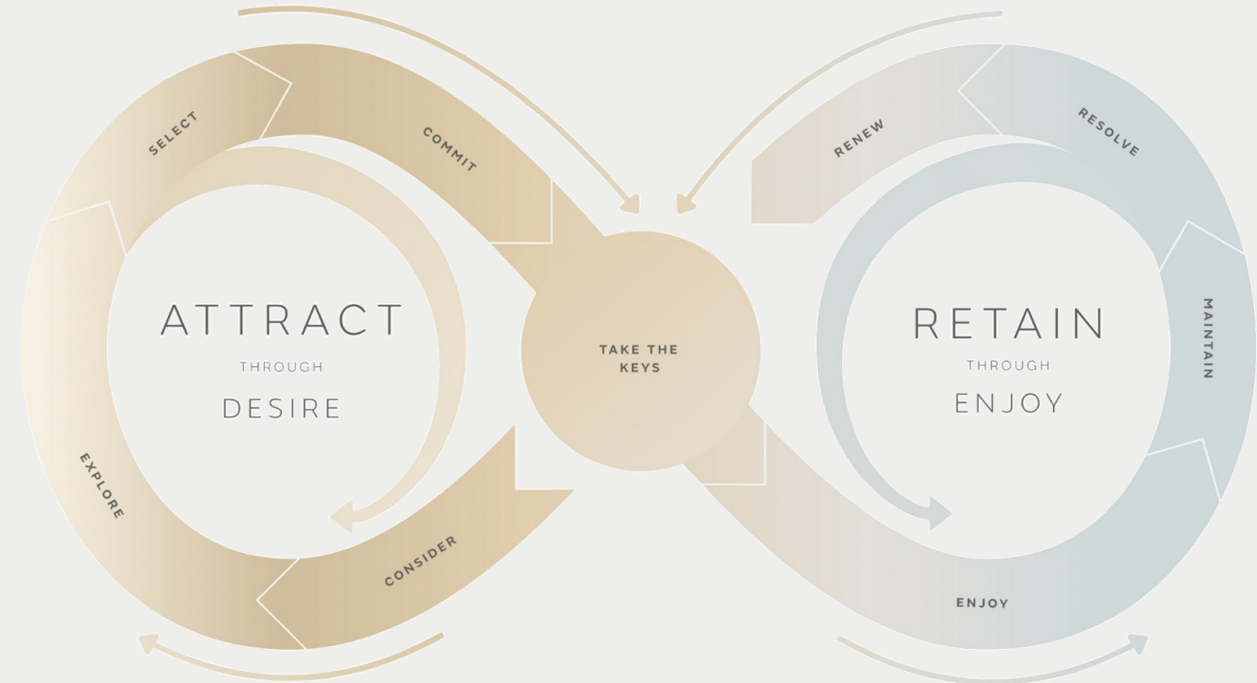 SELECT
COMMIT
RENEW
RESOLVE
ATTRACT
THROUGH
DESIRE
TAKE THE
KEYS
RETAIN
THROUGH
ENJOY
MAINTAIN
EXPLORE
CONSIDER
ENJOY